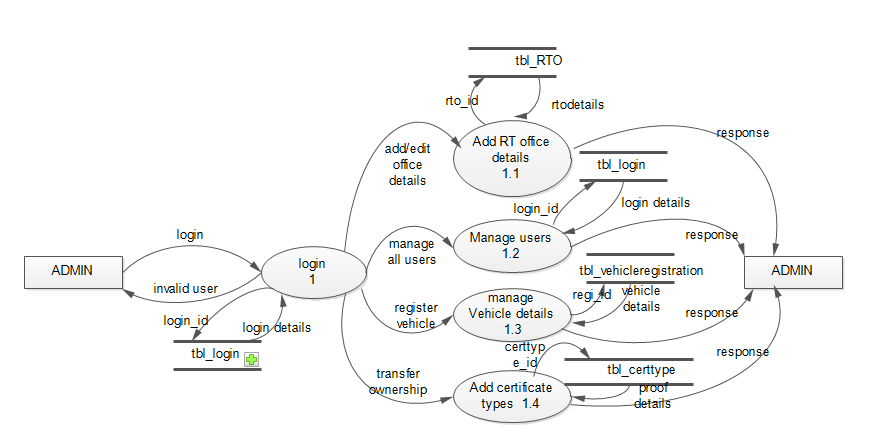 tbl_RTO
rto_id
rtodetails
Add RT office
details
1.1
response
add/edit
office
details
tbl_login
login_id
login details
login
manage
all users
Manage users
1.2
response
ADMIN
login
1
tbl_vehicleregistration
ADMIN
invalid user
regi_id
vehicle
details
manage
Vehicle details
1.3
register
vehicle
response
login_id
login details
tbl_login
certtyp
e_id
response
tbl_certtype
transfer
ownership
Add certificate
types 1.4
proof
details